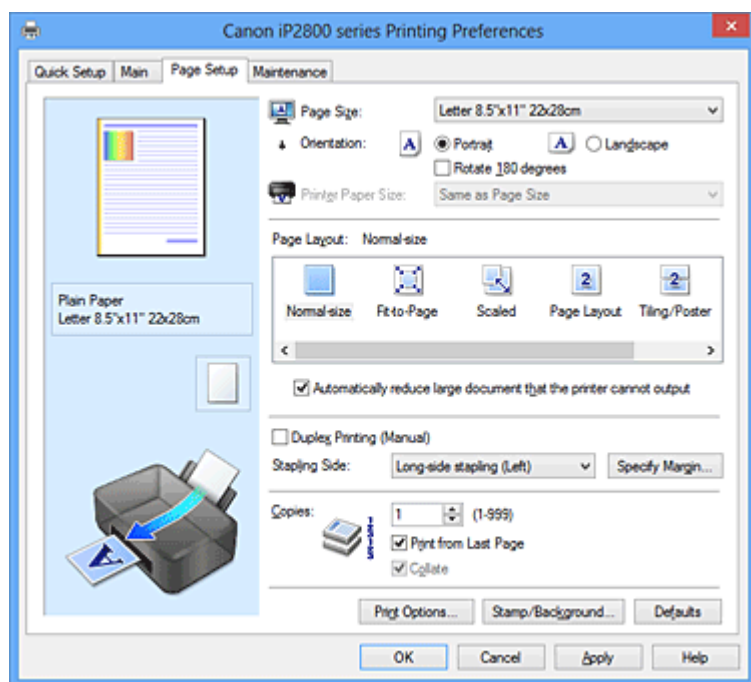 Canon iP2800 series Printing Preferences
Quick Setup Main Page Setup Maintenance
Page Size: Letter 8.5"x11" 22x28cm
Orientation: A Portrait A Landscape
Rotate 180 degrees
Printer Paper Size: Same as Page Size
Page Layout: Normal-size
2 2
Normal-size Fit-to-Page Scaled Page Layout Tiling/Poster
Plain Paper
Letter 8.5"x11" 22x28cm
Automatically reduce large document that the printer cannot output
Duplex Printing (Manual)
Stapling Side: Long-side stapling (Left) Specify Margin...
Copies: 1 (1-999)
Print from Last Page
Collate
A
Print Options... Stamp/Background... Defaults
OK Cancel Apply Help